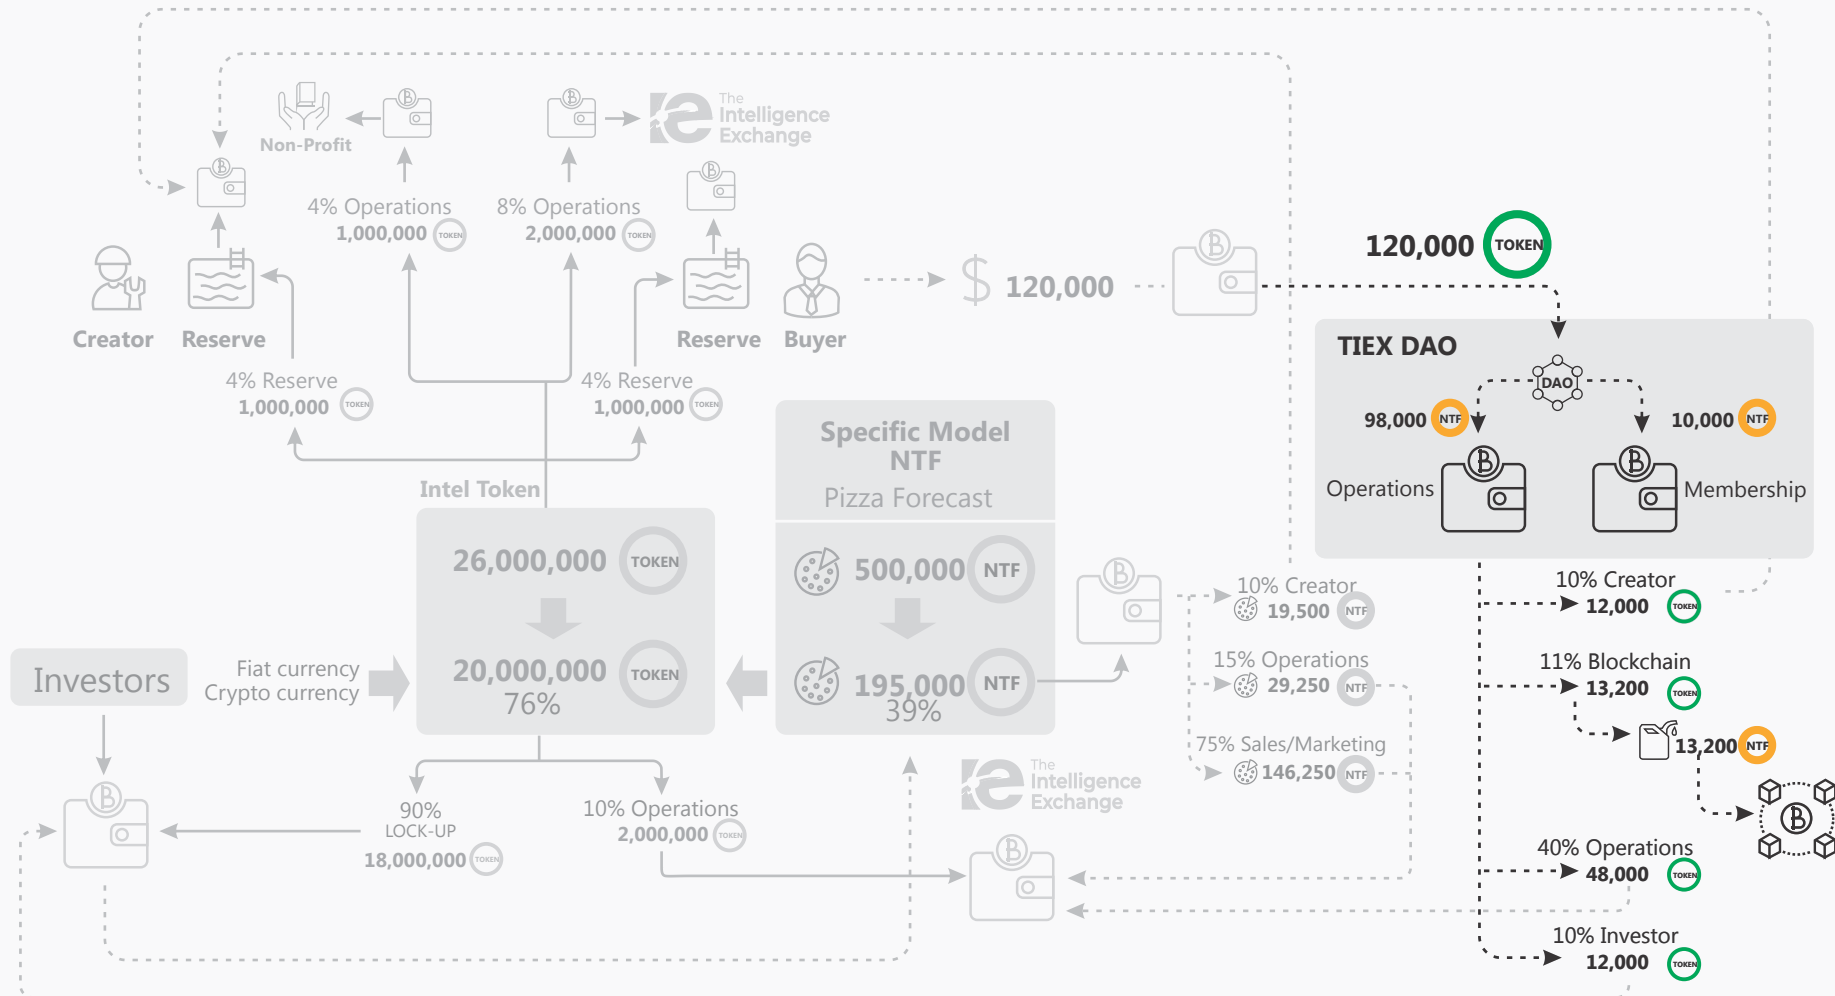 The
Intelligence
Exchange
Non-Profit
4% Operations
1,000,000 TOKEN
8% Operations
2,000,000 TOKEN
120,000 TOKEN
$ 120,000
Creator
Reserve
Reserve
Buyer
4% Reserve
1,000,000 TOKEN
4% Reserve
1,000,000 TOKEN
TIEX DAO
DAO
98,000 NTF
10,000 NTF
Operations
Membership
Specific Model
NTF
Pizza Forecast
Intel Token
26,000,000 TOKEN
500,000 NTF
20,000,000 TOKEN
76%
195,000 NTF
39%
Investors
Fiat currency
Crypto currency
10% Creator
19,500 NTF
15% Operations
29,250 NTF
75% Sales/Marketing
146,250 NTF
10% Creator
12,000 TOKEN
11% Blockchain
13,200 TOKEN
13,200 NTF
The
Intelligence
Exchange
90%
LOCK-UP
18,000,000 TOKEN
10% Operations
2,000,000 TOKEN
40% Operations
48,000 TOKEN
10% Investor
12,000 TOKEN